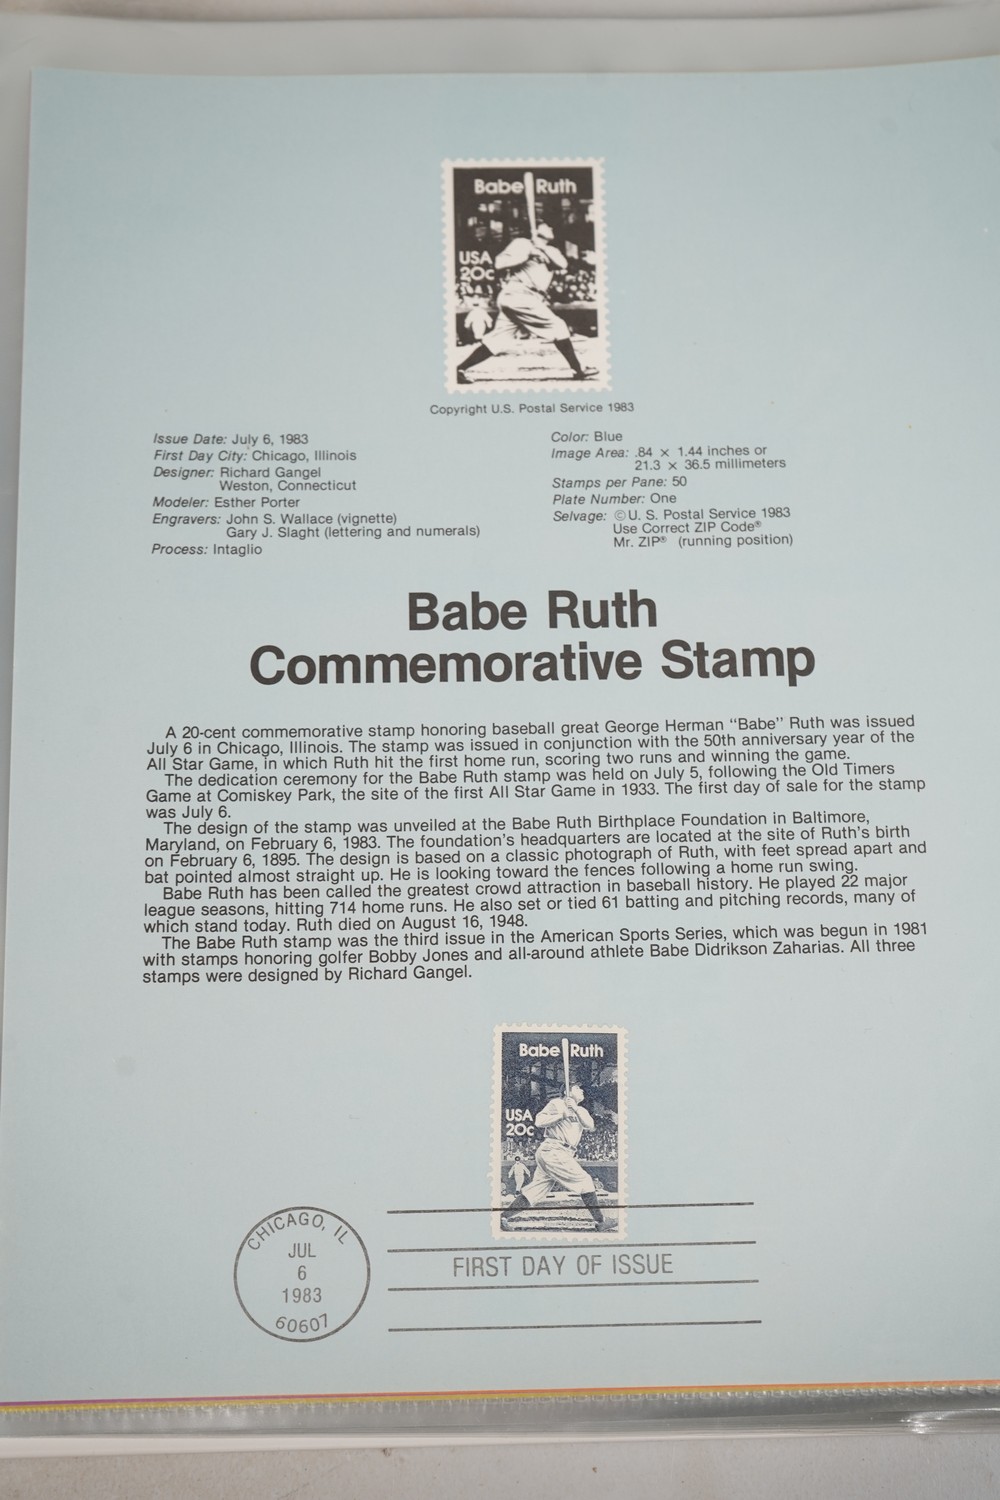 Babe Ruth
USA
20c
Copyright U.S. Postal Service 1983
Issue Date: July 6, 1983
First Day City: Chicago, Illinois
Designer: Richard Gangel
Weston, Connecticut
Modeler: Esther Porter
Engravers: John S. Wallace (vignette)
Gary J. Slaght (lettering and numerals)
Process: Intaglio
Color: Blue
Image Area: .84 × 1.44 inches or
21.3 × 36.5 millimeters
Stamps per Pane: 50
Plate Number: One
Selvage: ©U. S. Postal Service 1983
Use Correct ZIP Code®
Mr. ZIP® (running position)
Babe Ruth
Commemorative Stamp
A 20-cent commemorative stamp honoring baseball great George Herman “Babe” Ruth was issued
July 6 in Chicago, Illinois. The stamp was issued in conjunction with the 50th anniversary year of the
All Star Game, in which Ruth hit the first home run, scoring two runs and winning the game.
The dedication ceremony for the Babe Ruth stamp was held on July 5, following the Old Timers
Game at Comiskey Park, the site of the first All Star Game in 1933. The first day of sale for the stamp
was July 6.
The design of the stamp was unveiled at the Babe Ruth Birthplace Foundation in Baltimore,
Maryland, on February 6, 1983. The foundation's headquarters are located at the site of Ruth's birth
on February 6, 1895. The design is based on a classic photograph of Ruth, with feet spread apart and
bat pointed almost straight up. He is looking toward the fences following a home run swing.
Babe Ruth has been called the greatest crowd attraction in baseball history. He played 22 major
league seasons, hitting 714 home runs. He also set or tied 61 batting and pitching records, many of
which stand today. Ruth died on August 16, 1948.
The Babe Ruth stamp was the third issue in the American Sports Series, which was begun in 1981
with stamps honoring golfer Bobby Jones and all-around athlete Babe Didrikson Zaharias. All three
stamps were designed by Richard Gangel.
Babe Ruth
USA
20c
CHICAGO, IL
JUL
6
1983
60607
FIRST DAY OF ISSUE